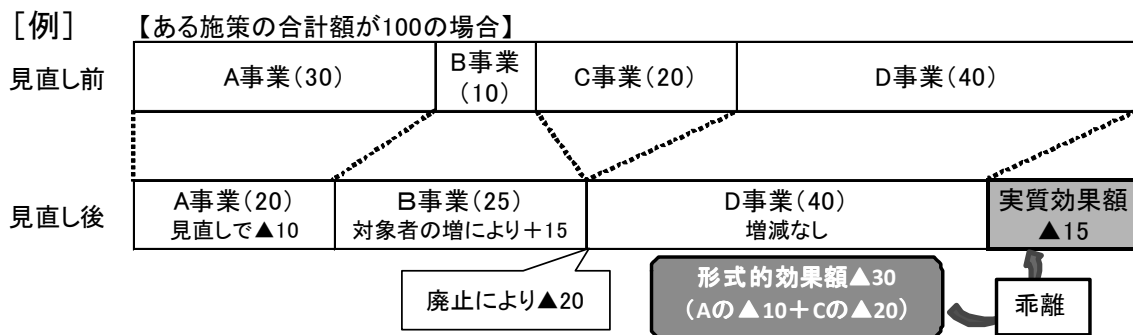 ［例］
【ある施策の合計額が100の場合】
見直し前
A事業（30）
B事業
（10）
C事業（20）
D事業（40）
見直し後
A事業（20）
見直しで▲10
B事業（25）
対象者の増により＋15
D事業（40）
増減なし
実質効果額
▲15
廃止により▲20
形式的効果額▲30
（Aの▲10＋Cの▲20）
乖離